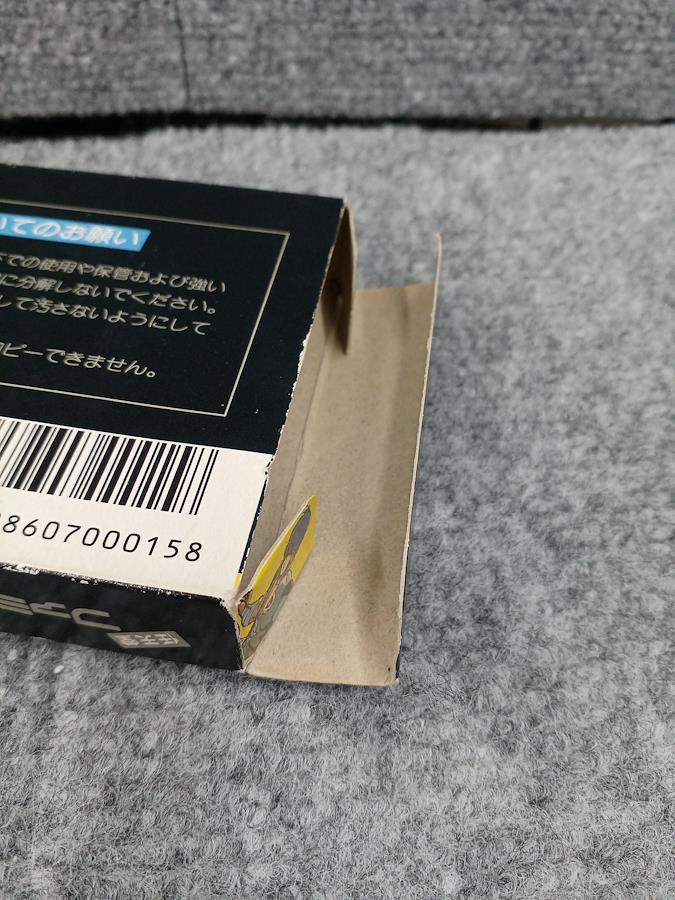 いてのお願い
下での使用や保管および強い
に分解しないでください。
して汚さないようにして
コピーできません。
8607000158